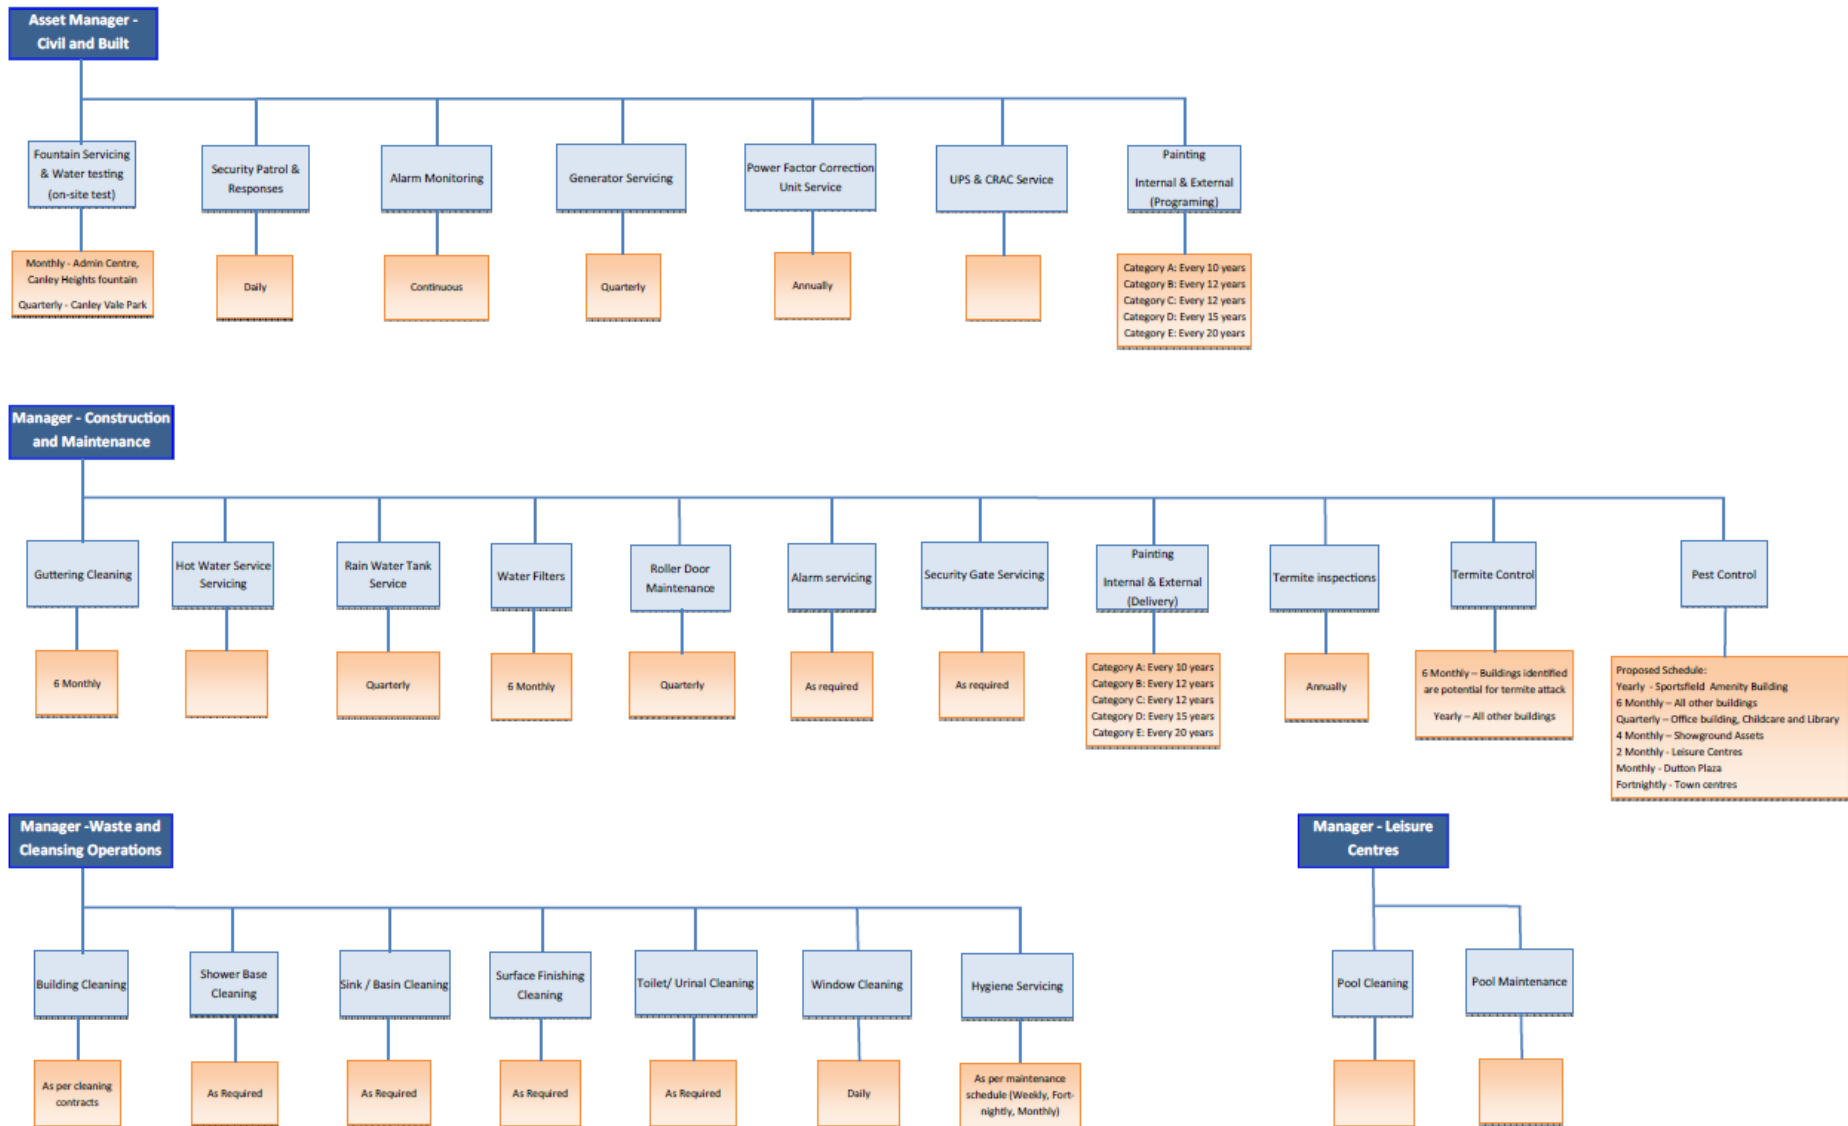 Asset Manager -
Civil and Built
Fountain Servicing
& Water testing
(on-site test)
Security Patrol &
Responses
Alarm Monitoring
Generator Servicing
Power Factor Correction
Unit Service
UPS & CRAC Service
Painting
Internal & External
(Programing)
Monthly - Admin Centre,
Canley Heights fountain
Quarterly - Canley Vale Park
Daily
Continuous
Quarterly
Annually
Category A: Every 10 years
Category B: Every 12 years
Category C: Every 12 years
Category D: Every 15 years
Category E: Every 20 years
Manager - Construction
and Maintenance
Guttering Cleaning
Hot Water Service
Servicing
Rain Water Tank
Service
Water Filters
Roller Door
Maintenance
Alarm servicing
Security Gate Servicing
Painting
Internal & External
(Delivery)
Termite inspections
Termite Control
Pest Control
6 Monthly
Quarterly
6 Monthly
Quarterly
As required
As required
Category A: Every 10 years
Category B: Every 12 years
Category C: Every 12 years
Category D: Every 15 years
Category E: Every 20 years
Annually
6 Monthly – Buildings identified
are potential for termite attack
Yearly – All other buildings
Proposed Schedule:
Yearly - Sportsfield Amenity Building
6 Monthly – All other buildings
Quarterly – Office building, Childcare and Library
4 Monthly – Showground Assets
2 Monthly - Leisure Centres
Monthly - Dutton Plaza
Fortnightly - Town centres
Manager -Waste and
Cleansing Operations
Building Cleaning
Shower Base
Cleaning
Sink / Basin Cleaning
Surface Finishing
Cleaning
Toilet/ Urinal Cleaning
Window Cleaning
Hygiene Servicing
As per cleaning
contracts
As Required
As Required
As Required
As Required
Daily
As per maintenance
schedule (Weekly, Fort-
nightly, Monthly)
Manager - Leisure
Centres
Pool Cleaning
Pool Maintenance